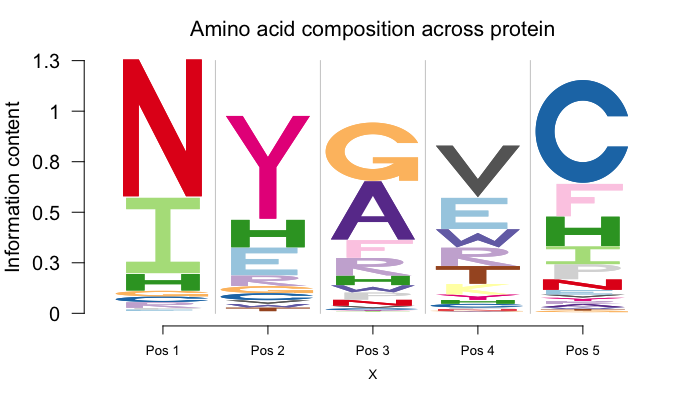 Amino acid composition across protein
Information content
1.3
1
0.8
0.5
0.3
0
N
I
H
Y
H
E
R
G
A
F
R
H
V
E
W
R
T
C
F
H
I
P
N
Pos 1
Pos 2
Pos 3
Pos 4
Pos 5
X